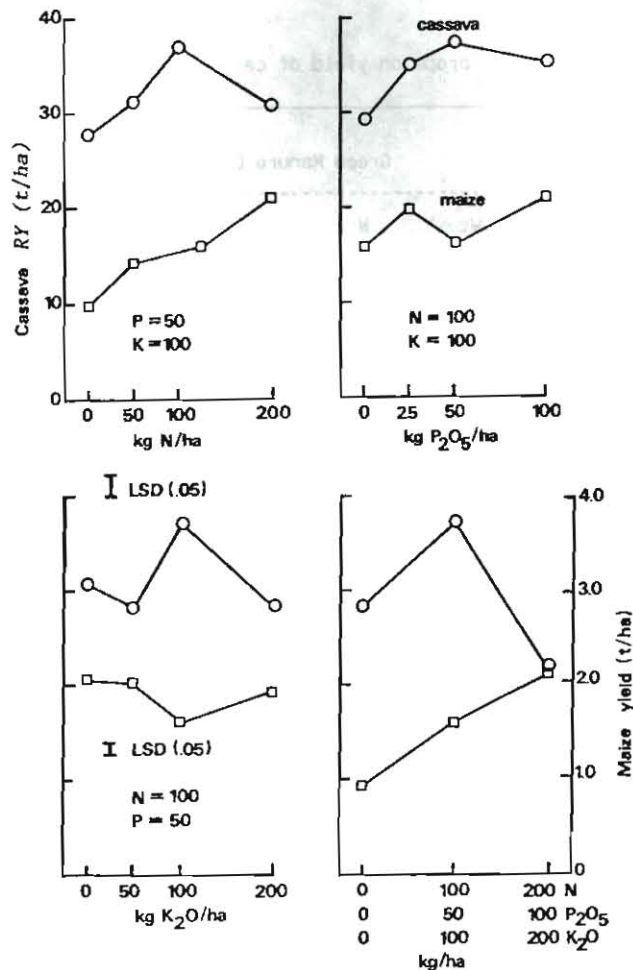 40
30
20
10
0
Cassava RY (t/ha)
P = 50
K = 100
0 50 100 200
kg N/ha
cassava
maize
N = 100
K = 100
0 25 50 100
kg P2O5/ha
LSD (.05)
LSD (.05)
N = 100
P = 50
0 50 100 200
kg K2O/ha
4.0
3.0
2.0
1.0
0
Maize yield (t/ha)
0 100 200 N
0 50 100 P2O5
0 100 200 K2O
kg/ha